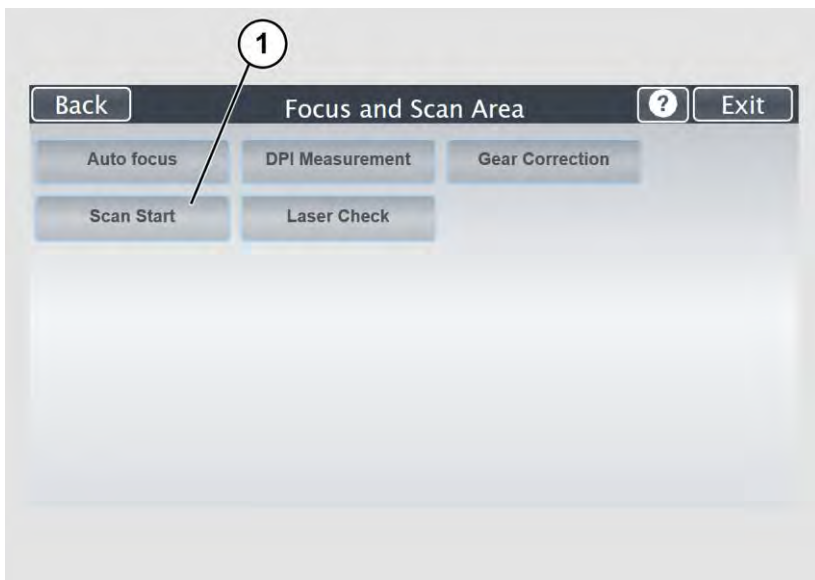 1
Back Focus and Scan Area ? Exit
Auto focus DPI Measurement Gear Correction
Scan Start Laser Check